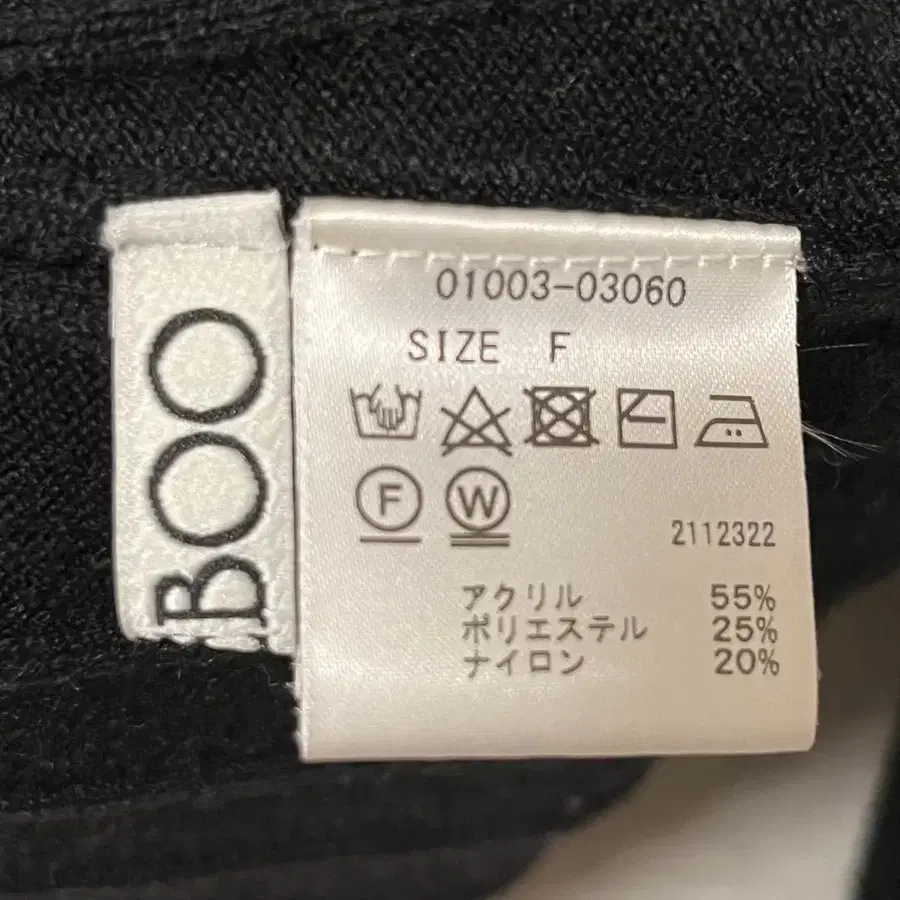 BOO
01003-03060
SIZE F
F W
2112322
アクリル 55%
ポリエステル 25%
ナイロン 20%